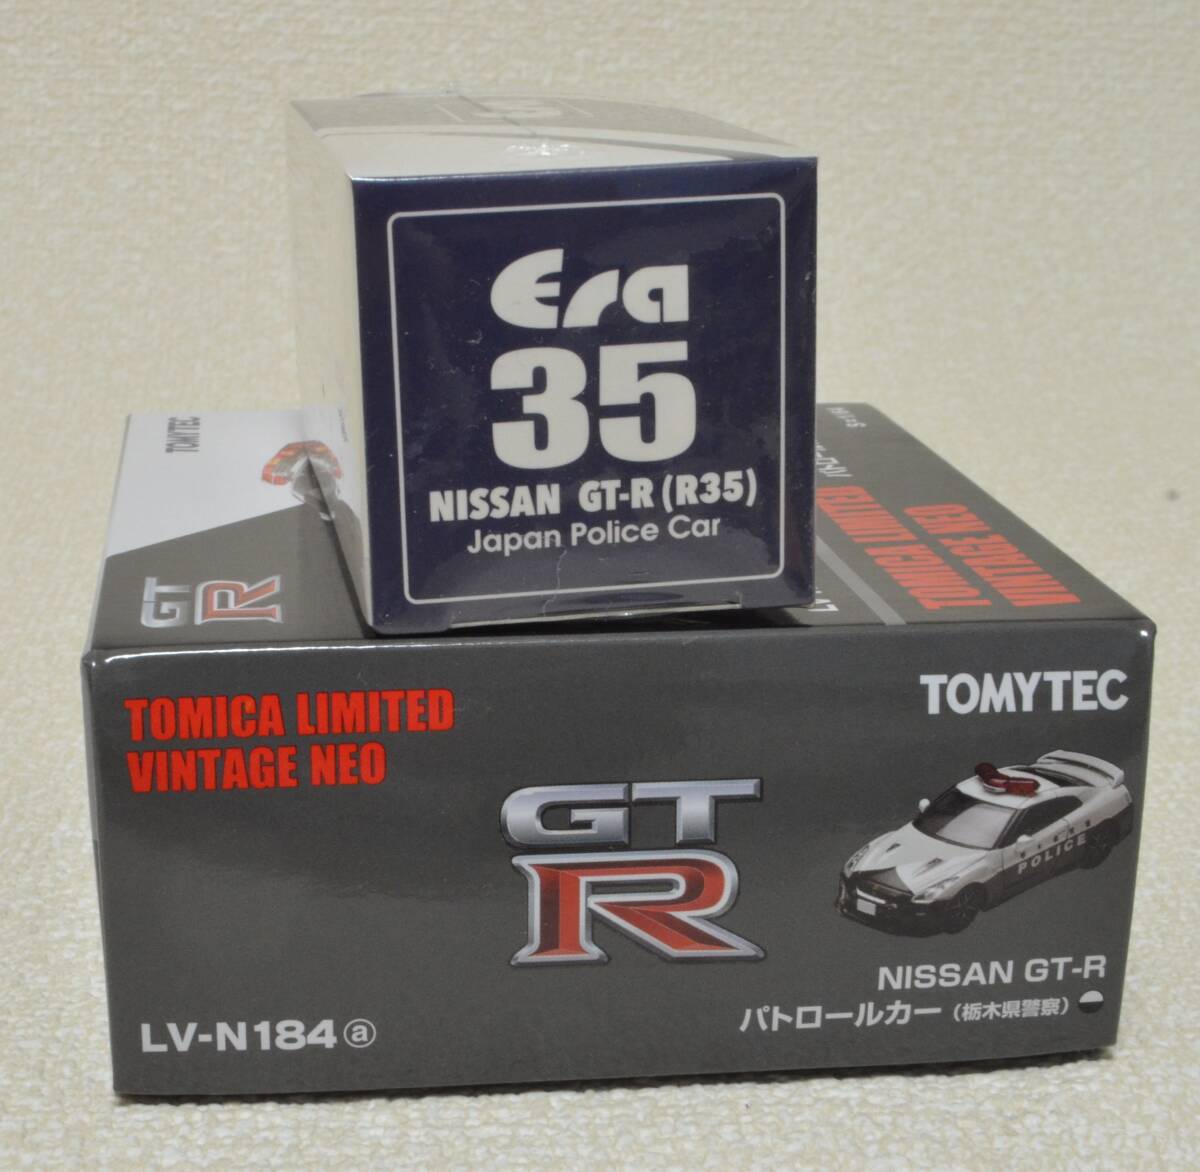 Era
35
NISSAN GT-R (R35)
Japan Police Car
TOMYTEC
GT
R
TOMICA LIMITED
VINTAGE NEO
TOMICA LIMITED
VINTAGE NEO
TOMYTEC
GT
R
POLICE
NISSAN GT-R
パトロールカー（栃木県警察）
LV-N184ⓐ